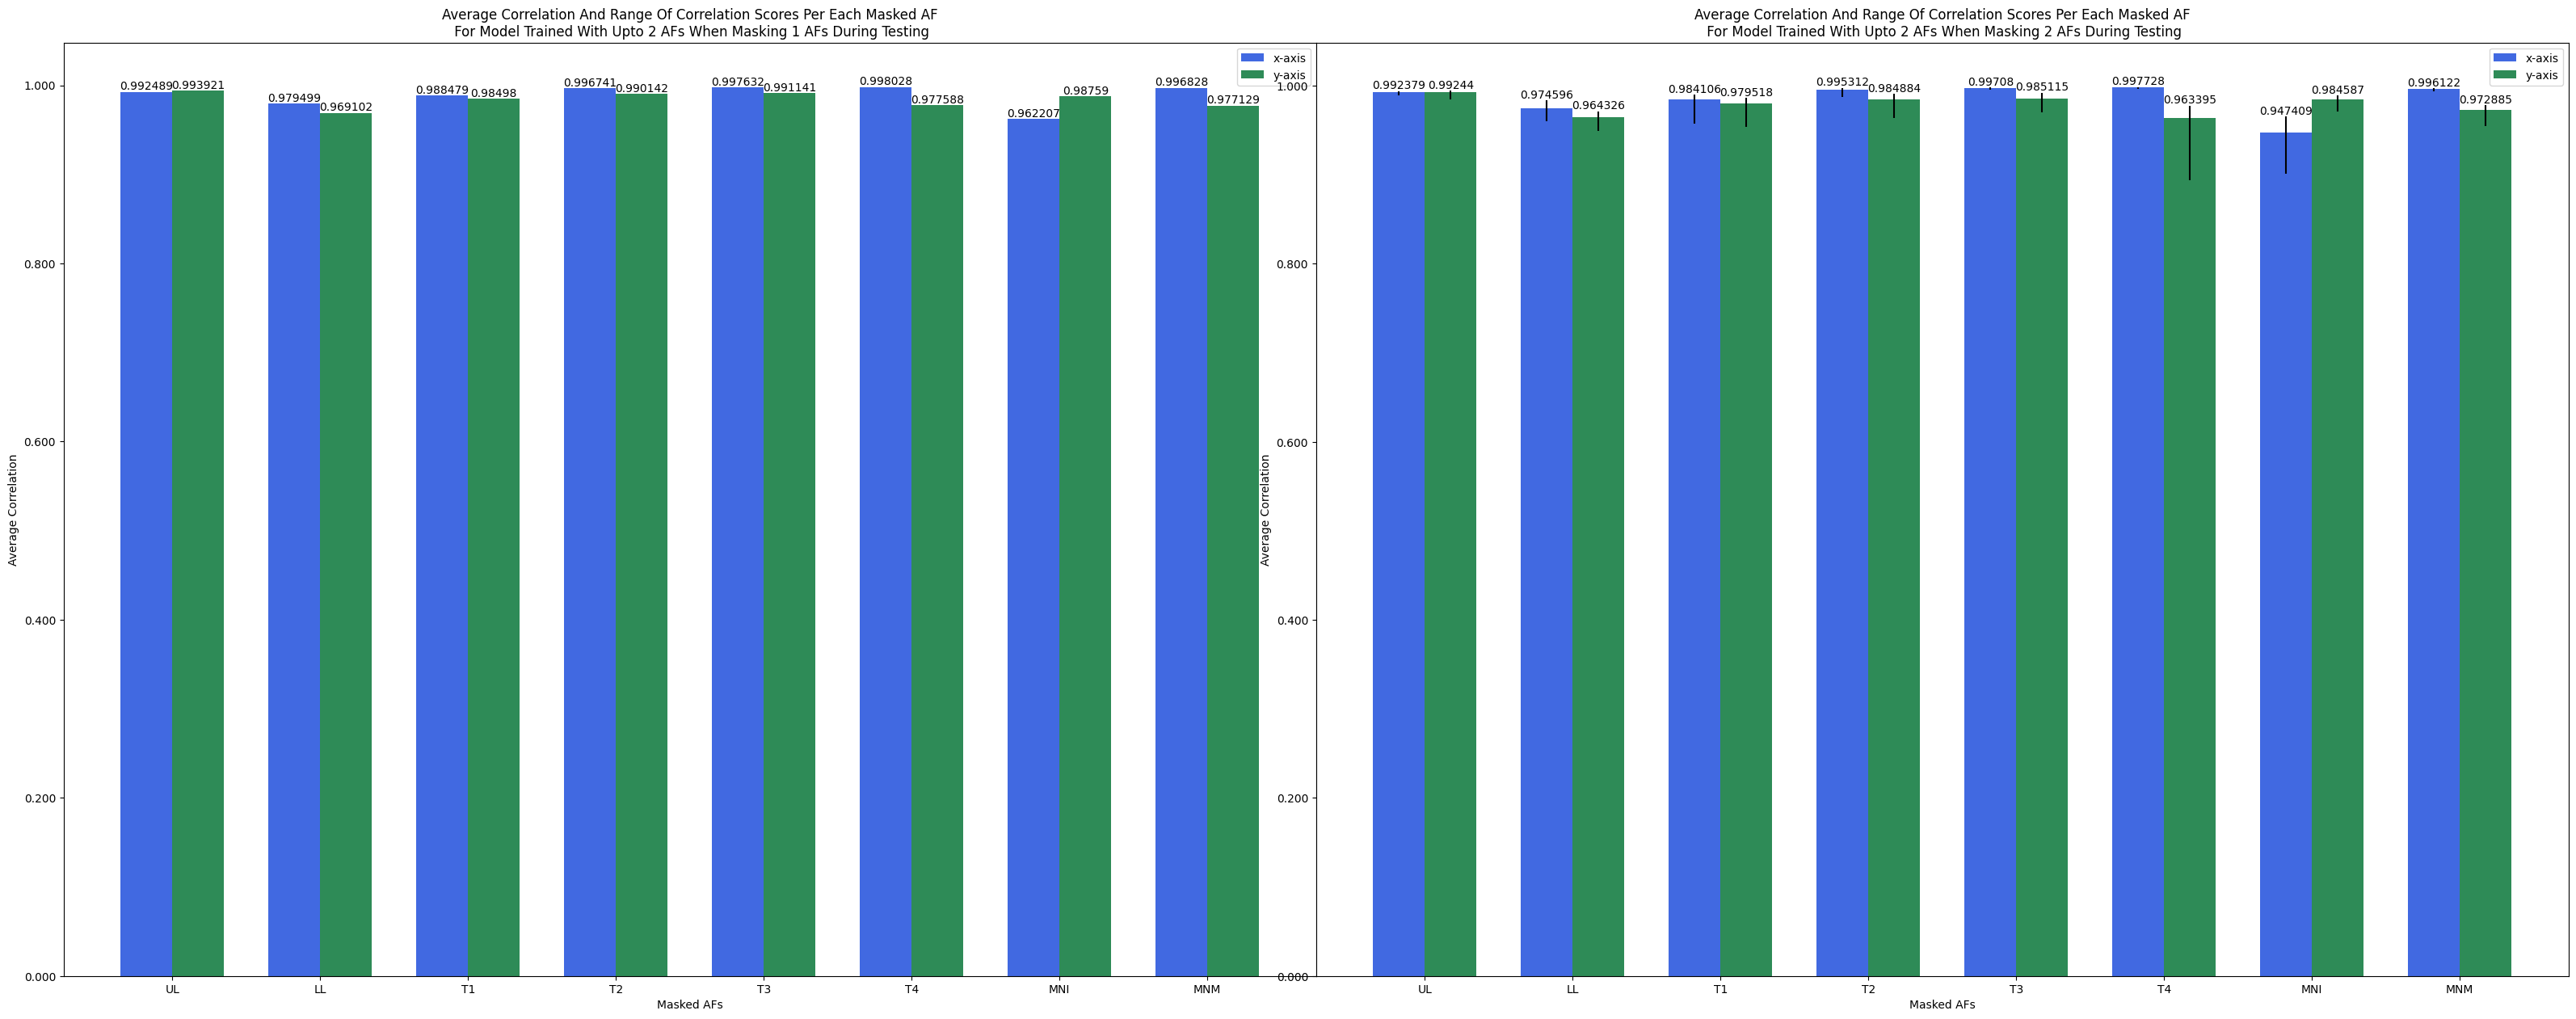 Average Correlation And Range Of Correlation Scores Per Each Masked AF
For Model Trained With Upto 2 AFs When Masking 1 AFs During Testing
x-axis
y-axis
Average Correlation
1.000
0.800
0.600
0.400
0.200
0.000
0.992489 0.993921
0.979499 0.969102
0.988479 0.98498
0.996741 0.990142
0.997632 0.991141
0.998028 0.977588
0.962207 0.98759
0.996828 0.977129
UL LL T1 T2 T3 T4 MNI MNM
Masked AFs
Average Correlation And Range Of Correlation Scores Per Each Masked AF
For Model Trained With Upto 2 AFs When Masking 2 AFs During Testing
x-axis
y-axis
Average Correlation
1.000
0.800
0.600
0.400
0.200
0.000
0.992379 0.99244
0.974596 0.964326
0.984106 0.979518
0.995312 0.984884
0.99708 0.985115
0.997728 0.963395
0.947409 0.984587
0.996122 0.972885
UL LL T1 T2 T3 T4 MNI MNM
Masked AFs